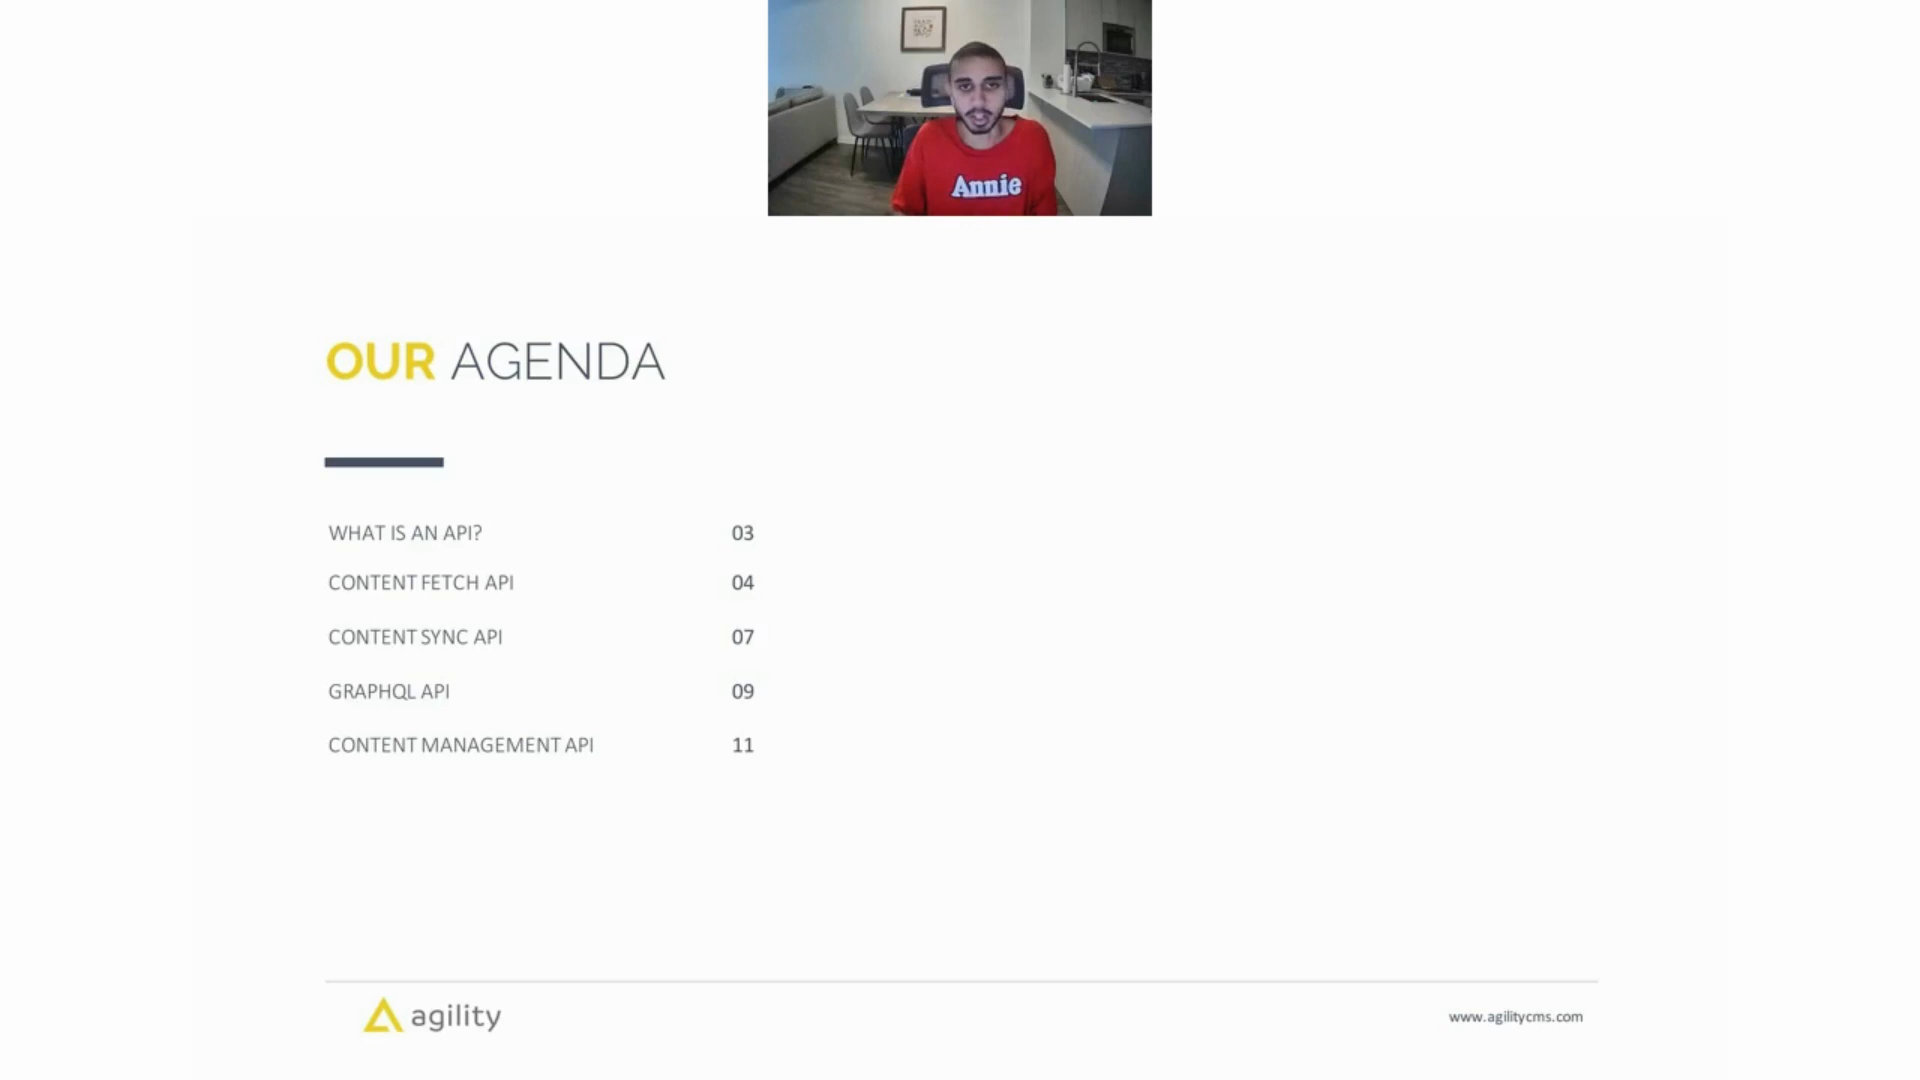 Annie
OUR AGENDA
WHAT IS AN API? 03
CONTENT FETCH API 04
CONTENT SYNC API 07
GRAPHQL API 09
CONTENT MANAGEMENT API 11
agility
www.agilitycms.com